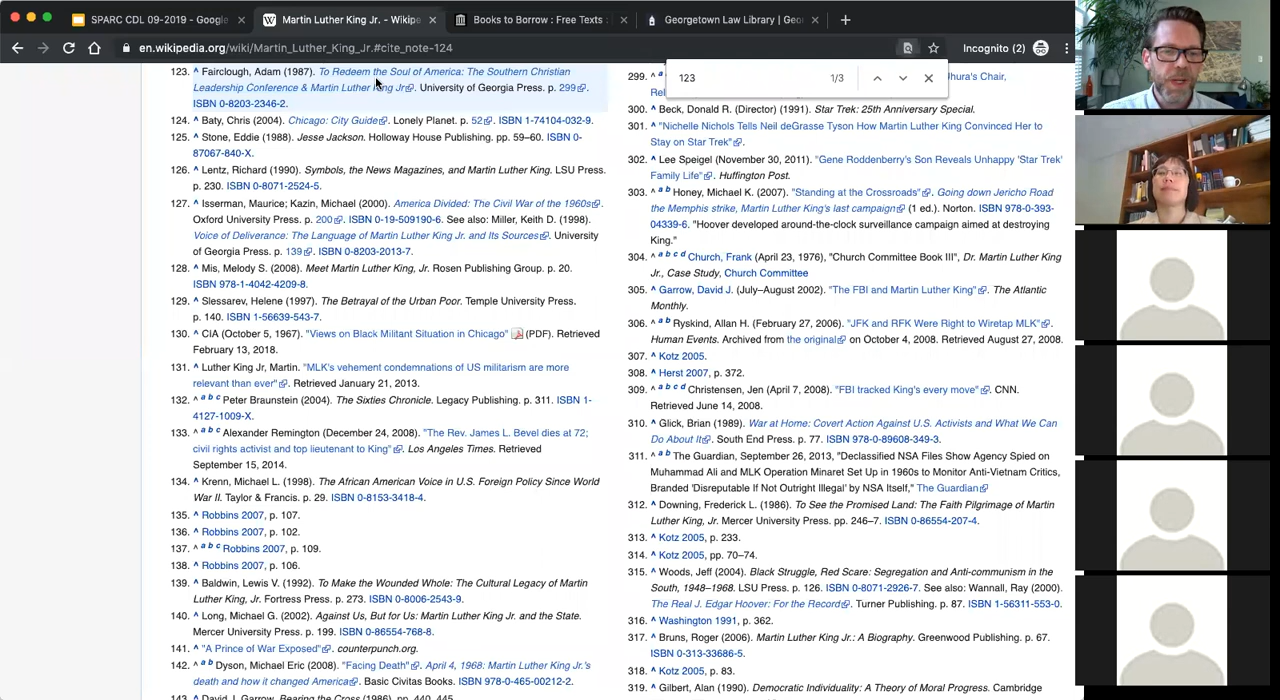 SPARC CDL 09-2019 - Google
Martin Luther King Jr. - Wikipe
Books to Borrow : Free Texts :
Georgetown Law Library | Geo
en.wikipedia.org/wiki/Martin_Luther_King_Jr.#cite_note-124
Incognito (2)
123
1/3
123. ^ Fairclough, Adam (1987). To Redeem the Soul of America: The Southern Christian
Leadership Conference & Martin Luther King Jr. University of Georgia Press. p. 299.
ISBN 0-8203-2346-2.
124. ^ Baty, Chris (2004). Chicago: City Guide. Lonely Planet. p. 52. ISBN 1-74104-032-9.
125. ^ Stone, Eddie (1988). Jesse Jackson. Holloway House Publishing. pp. 59–60. ISBN 0-
87067-840-X.
126. ^ Lentz, Richard (1990). Symbols, the News Magazines, and Martin Luther King. LSU Press.
p. 230. ISBN 0-8071-2524-5.
127. ^ Isserman, Maurice; Kazin, Michael (2000). America Divided: The Civil War of the 1960s.
Oxford University Press. p. 200. ISBN 0-19-509190-6. See also: Miller, Keith D. (1998).
Voice of Deliverance: The Language of Martin Luther King Jr. and Its Sources. University
of Georgia Press. p. 139. ISBN 0-8203-2013-7.
128. ^ Mis, Melody S. (2008). Meet Martin Luther King, Jr. Rosen Publishing Group. p. 20.
ISBN 978-1-4042-4209-8.
129. ^ Slessarev, Helene (1997). The Betrayal of the Urban Poor. Temple University Press.
p. 140. ISBN 1-56639-543-7.
130. ^ CIA (October 5, 1967). "Views on Black Militant Situation in Chicago" (PDF). Retrieved
February 13, 2018.
131. ^ Luther King Jr, Martin. "MLK's vehement condemnations of US militarism are more
relevant than ever". Retrieved January 21, 2013.
132. ^ a b c Peter Braunstein (2004). The Sixties Chronicle. Legacy Publishing. p. 311. ISBN 1-
4127-1009-X.
133. ^ a b c Alexander Remington (December 24, 2008). "The Rev. James L. Bevel dies at 72;
civil rights activist and top lieutenant to King". Los Angeles Times. Retrieved
September 15, 2014.
134. ^ Krenn, Michael L. (1998). The African American Voice in U.S. Foreign Policy Since World
War II. Taylor & Francis. p. 29. ISBN 0-8153-3418-4.
135. ^ Robbins 2007, p. 107.
136. ^ Robbins 2007, p. 102.
137. ^ a b c Robbins 2007, p. 109.
138. ^ Robbins 2007, p. 106.
139. ^ Baldwin, Lewis V. (1992). To Make the Wounded Whole: The Cultural Legacy of Martin
Luther King, Jr. Fortress Press. p. 273. ISBN 0-8006-2543-9.
140. ^ Long, Michael G. (2002). Against Us, But for Us: Martin Luther King Jr. and the State.
Mercer University Press. p. 199. ISBN 0-86554-768-8.
141. ^ "A Prince of War Exposed". counterpunch.org.
142. ^ a b Dyson, Michael Eric (2008). "Facing Death". April 4, 1968: Martin Luther King Jr.'s
death and how it changed America. Basic Civitas Books. ISBN 978-0-465-00212-2.
143. ^ David J. Garrow, Bearing the Cross (1986), pp. 440, 445.
299. ^ a
hura's Chair,
Rel
300. ^ Beck, Donald R. (Director) (1991). Star Trek: 25th Anniversary Special.
301. ^ "Nichelle Nichols Tells Neil deGrasse Tyson How Martin Luther King Convinced Her to
Stay on Star Trek".
302. ^ Lee Speigel (November 30, 2011). "Gene Roddenberry's Son Reveals Unhappy 'Star Trek'
Family Life". Huffington Post.
303. ^ a b Honey, Michael K. (2007). "Standing at the Crossroads". Going down Jericho Road
the Memphis strike, Martin Luther King's last campaign (1 ed.). Norton. ISBN 978-0-393-
04339-6. "Hoover developed around-the-clock surveillance campaign aimed at destroying
King."
304. ^ a b c d Church, Frank (April 23, 1976), "Church Committee Book III", Dr. Martin Luther King
Jr., Case Study, Church Committee
305. ^ Garrow, David J. (July–August 2002). "The FBI and Martin Luther King". The Atlantic
Monthly.
306. ^ a b Ryskind, Allan H. (February 27, 2006). "JFK and RFK Were Right to Wiretap MLK".
Human Events. Archived from the original on October 4, 2008. Retrieved August 27, 2008.
307. ^ Kotz 2005.
308. ^ Herst 2007, p. 372.
309. ^ a b c d Christensen, Jen (April 7, 2008). "FBI tracked King's every move". CNN.
Retrieved June 14, 2008.
310. ^ Glick, Brian (1989). War at Home: Covert Action Against U.S. Activists and What We Can
Do About It. South End Press. p. 77. ISBN 978-0-89608-349-3.
311. ^ a b The Guardian, September 26, 2013, "Declassified NSA Files Show Agency Spied on
Muhammad Ali and MLK Operation Minaret Set Up in 1960s to Monitor Anti-Vietnam Critics,
Branded 'Disreputable If Not Outright Illegal' by NSA Itself," The Guardian
312. ^ Downing, Frederick L. (1986). To See the Promised Land: The Faith Pilgrimage of Martin
Luther King, Jr. Mercer University Press. pp. 246–7. ISBN 0-86554-207-4.
313. ^ Kotz 2005, p. 233.
314. ^ Kotz 2005, pp. 70–74.
315. ^ Woods, Jeff (2004). Black Struggle, Red Scare: Segregation and Anti-communism in the
South, 1948–1968. LSU Press. p. 126. ISBN 0-8071-2926-7. See also: Wannall, Ray (2000).
The Real J. Edgar Hoover: For the Record. Turner Publishing. p. 87. ISBN 1-56311-553-0.
316. ^ Washington 1991, p. 362.
317. ^ Bruns, Roger (2006). Martin Luther King Jr.: A Biography. Greenwood Publishing. p. 67.
ISBN 0-313-33686-5.
318. ^ Kotz 2005, p. 83.
319. ^ Gilbert, Alan (1990). Democratic Individuality: A Theory of Moral Progress. Cambridge